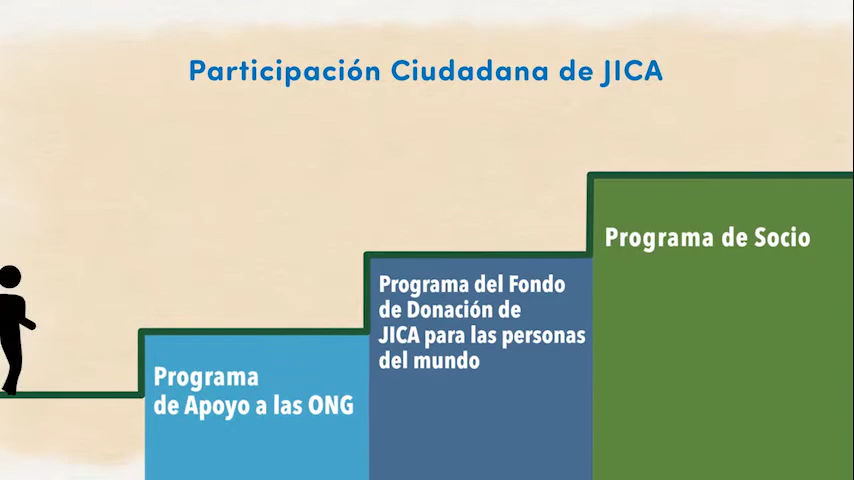 Participación Ciudadana de JICA
Programa de Socio
Programa del Fondo
de Donación de
JICA para las personas
del mundo
Programa
de Apoyo a las ONG